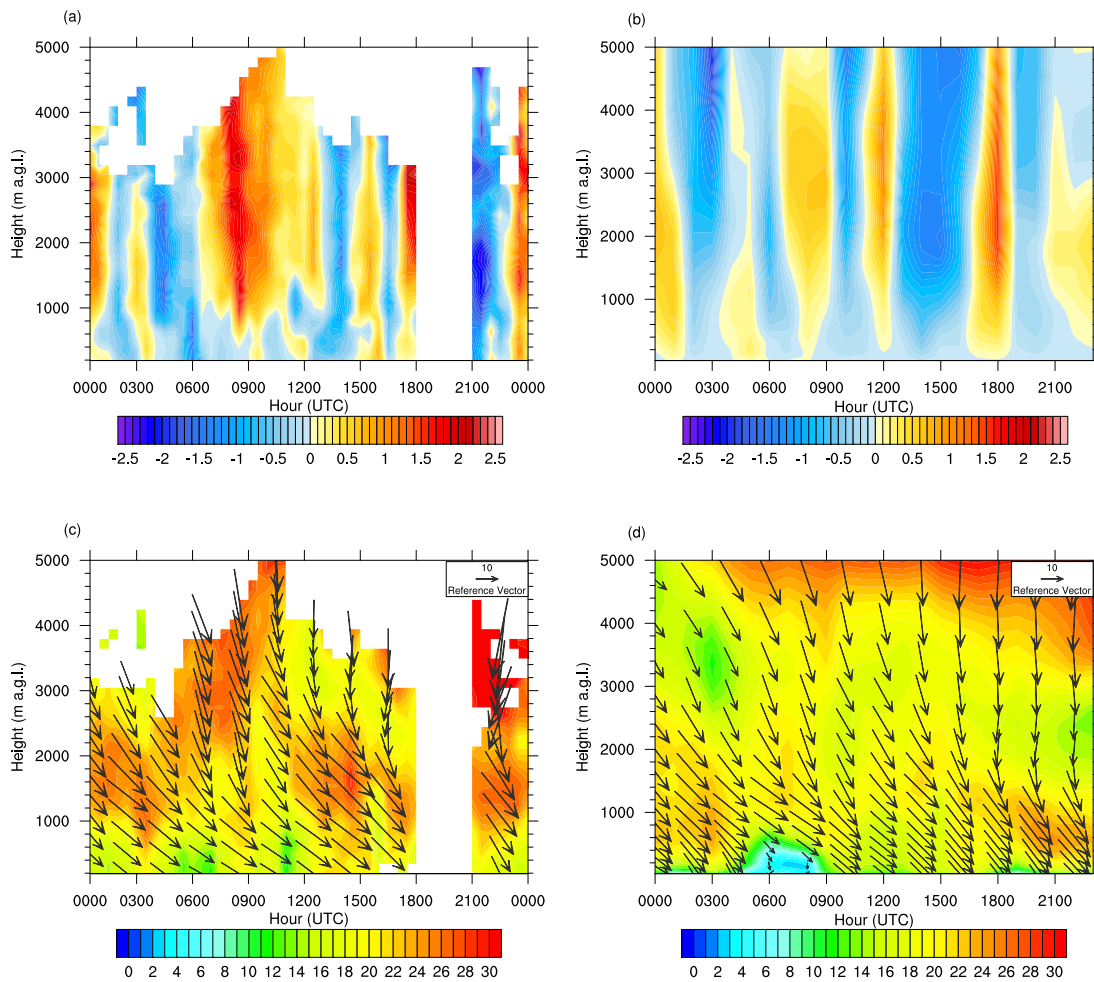 (a)
5000
4000
3000
2000
1000
Height (m a.g.l.)
0000 0300 0600 0900 1200 1500 1800 2100 0000
Hour (UTC)
-2.5 -2 -1.5 -1 -0.5 0 0.5 1 1.5 2 2.5
(b)
5000
4000
3000
2000
1000
Height (m a.g.l.)
0000 0300 0600 0900 1200 1500 1800 2100
Hour (UTC)
-2.5 -2 -1.5 -1 -0.5 0 0.5 1 1.5 2 2.5
(c)
10
Reference Vector
5000
4000
3000
2000
1000
Height (m a.g.l.)
0000 0300 0600 0900 1200 1500 1800 2100 0000
Hour (UTC)
0 2 4 6 8 10 12 14 16 18 20 22 24 26 28 30
(d)
10
Reference Vector
5000
4000
3000
2000
1000
Height (m a.g.l.)
0000 0300 0600 0900 1200 1500 1800 2100
Hour (UTC)
0 2 4 6 8 10 12 14 16 18 20 22 24 26 28 30